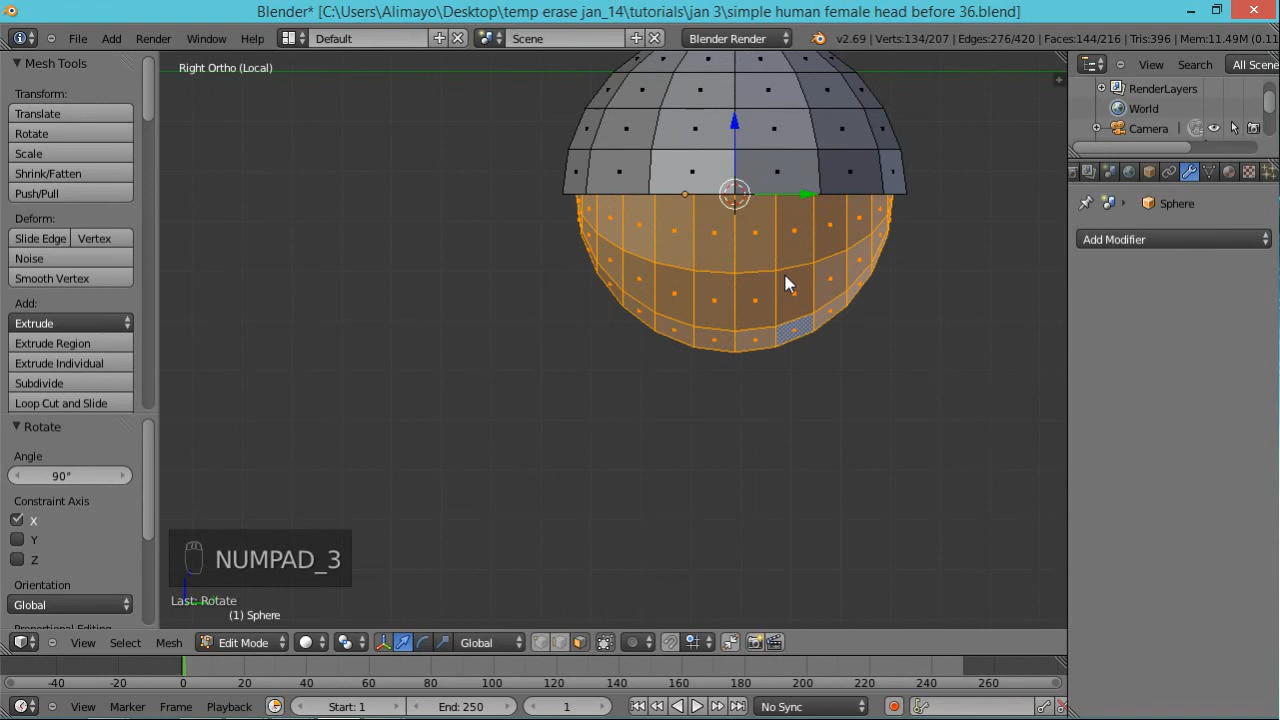 Blender* [C:\Users\Alimayo\Desktop\temp erase jan_14\tutorials\jan 3\simple human female head before 36.blend]
File Add Render Window Help Default Scene Blender Render v2.69 | Verts:134/207 | Edges:276/420 | Faces:144/216 | Tris:396 | Mem:11.49M (0.11
Mesh Tools
Transform:
Translate
Rotate
Scale
Shrink/Fatten
Push/Pull
Deform:
Slide Edge Vertex
Noise
Smooth Vertex
Add:
Extrude
Extrude Region
Extrude Individual
Subdivide
Loop Cut and Slide
Rotate
Angle
90°
Constraint Axis
X
Y
Z
Orientation
Global
Right Ortho (Local)
NUMPAD_3
Last: Rotate
(1) Sphere
View Search All Scene
RenderLayers
World
Camera
Sphere
Add Modifier
View Select Mesh Edit Mode Global
-40 -20 0 20 40 60 80 100 120 140 160 180 200 220 240 260
View Marker Frame Playback Start: 1 End: 250 1 No Sync